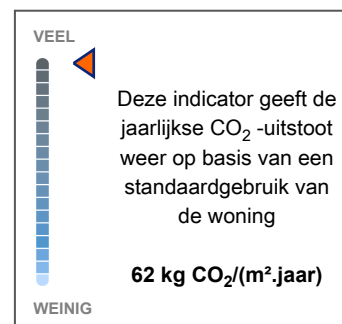 VEEL
Deze indicator geeft de
jaarlijkse CO₂ -uitstoot
weer op basis van een
standaardgebruik van
de woning
62 kg CO₂/(m².jaar)
WEINIG